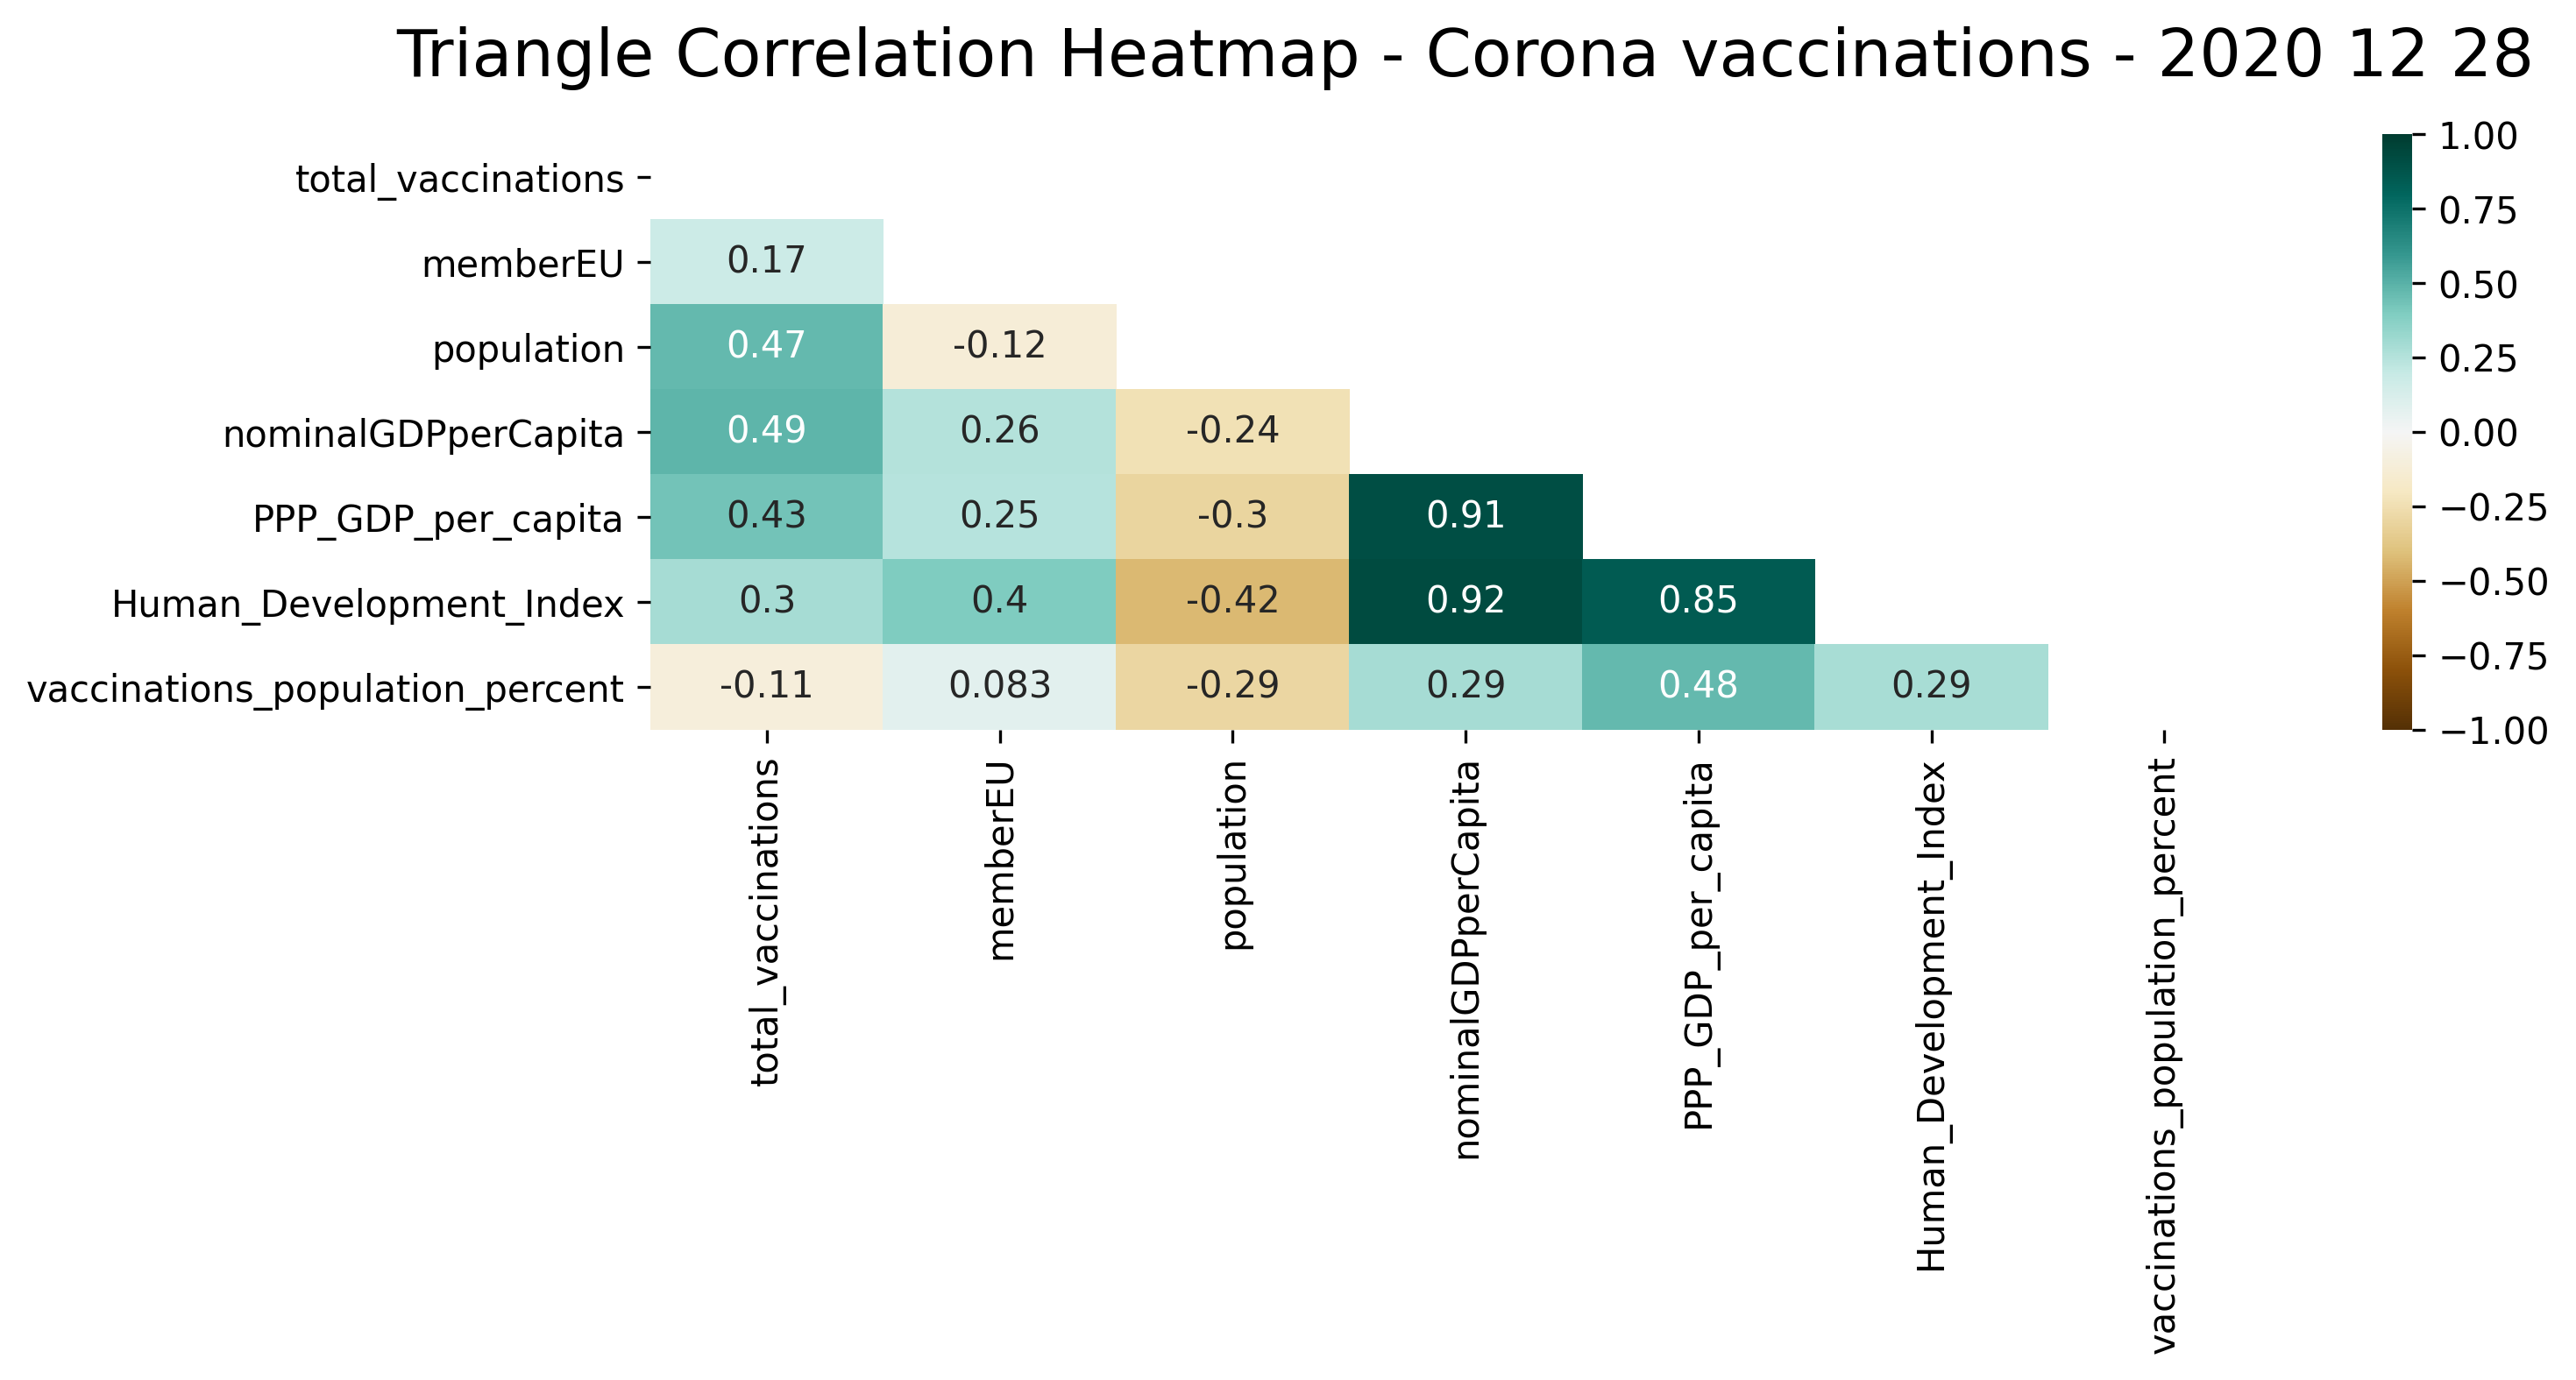 Triangle Correlation Heatmap - Corona vaccinations - 2020 12 28
total_vaccinations
memberEU 0.17
population 0.47 -0.12
nominalGDPperCapita 0.49 0.26 -0.24
PPP_GDP_per_capita 0.43 0.25 -0.3 0.91
Human_Development_Index 0.3 0.4 -0.42 0.92 0.85
vaccinations_population_percent -0.11 0.083 -0.29 0.29 0.48 0.29
total_vaccinations
memberEU
population
nominalGDPperCapita
PPP_GDP_per_capita
Human_Development_Index
vaccinations_population_percent
1.00
0.75
0.50
0.25
0.00
−0.25
−0.50
−0.75
−1.00